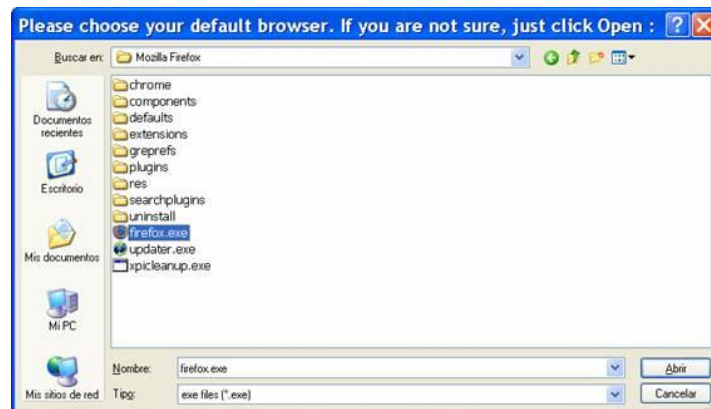 Please choose your default browser. If you are not sure, just click Open :
Buscar en: Mozilla Firefox
Documentos
recientes
Escritorio
Mis documentos
Mi PC
Mis sitios de red
chrome
components
defaults
extensions
greprefs
plugins
res
searchplugins
uninstall
firefox.exe
updater.exe
xpicleanup.exe
Nombre: firefox.exe Abrir
Tipo: exe files (*.exe) Cancelar